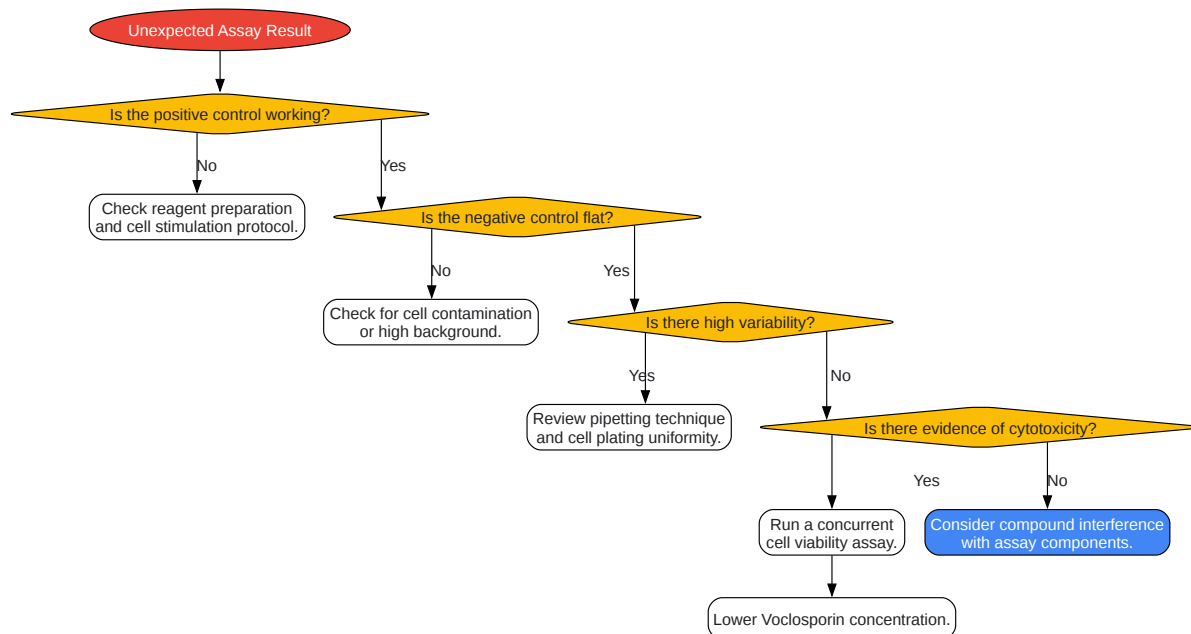 Unexpected Assay Result
Is the positive control working?
No
Yes
Check reagent preparation
and cell stimulation protocol.
Is the negative control flat?
No
Yes
Check for cell contamination
or high background.
Is there high variability?
Yes
No
Review pipetting technique
and cell plating uniformity.
Is there evidence of cytotoxicity?
Yes
No
Run a concurrent
cell viability assay.
Consider compound interference
with assay components.
Lower Voclosporin concentration.